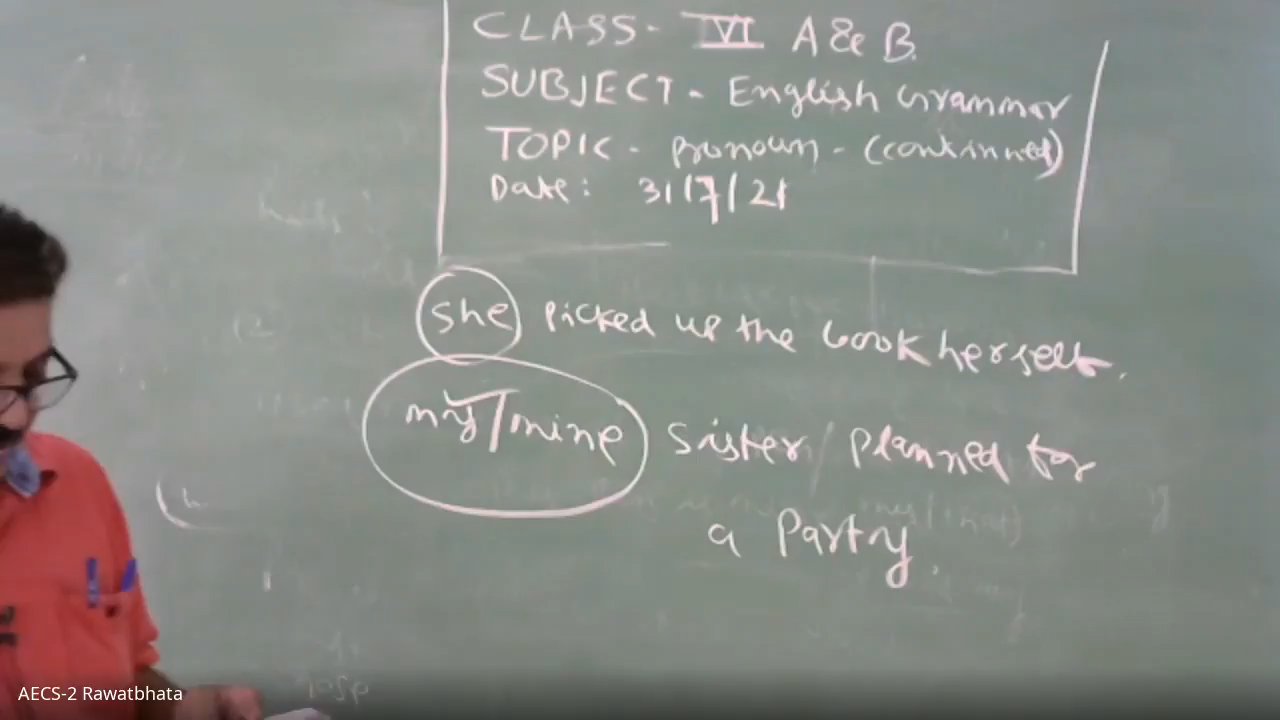 CLASS - VI A & B.
SUBJECT - English Grammar
TOPIC - Pronoun - (continued)
Date: 31/7/21
She picked up the book herself.
my/mine sister / planned for
a Party.
AECS-2 Rawatbhata